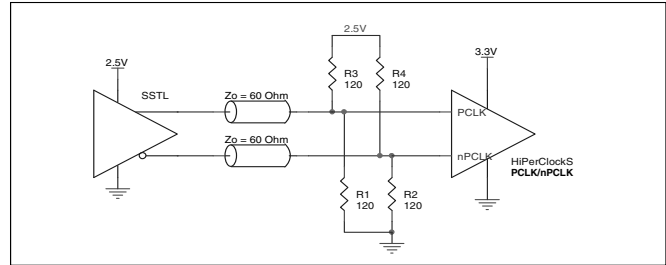 2.5V
3.3V
2.5V
SSTL
R3
120
R4
120
Zo = 60 Ohm
PCLK
Zo = 60 Ohm
nPCLK
HiPerClockS
PCLK/nPCLK
R1
120
R2
120